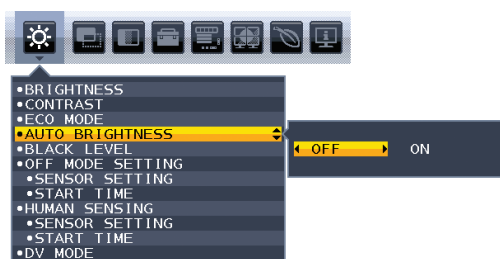 •BRIGHTNESS
•CONTRAST
•ECO MODE
•AUTO BRIGHTNESS
OFF ON
•BLACK LEVEL
•OFF MODE SETTING
•SENSOR SETTING
•START TIME
•HUMAN SENSING
•SENSOR SETTING
•START TIME
•DV MODE